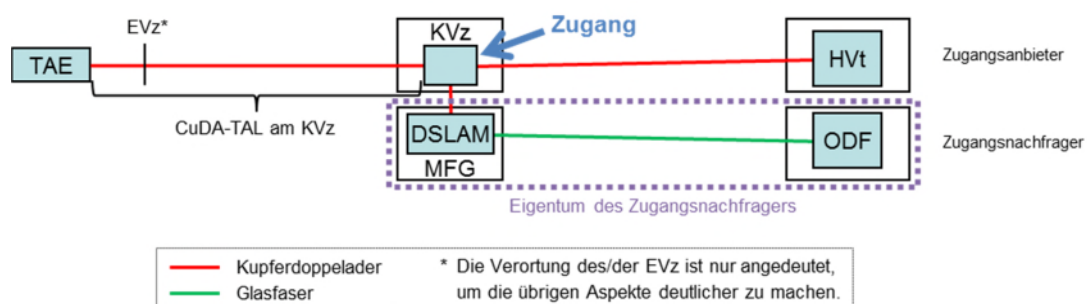 EVz*
KVz
Zugang
TAE
HVt
Zugangsanbieter
CuDA-TAL am KVz
DSLAM
MFG
ODF
Zugangsnachfrager
Eigentum des Zugangsnachfragers
Kupferdoppelader
Glasfaser
* Die Verortung des/der EVz ist nur angedeutet,
um die übrigen Aspekte deutlicher zu machen.